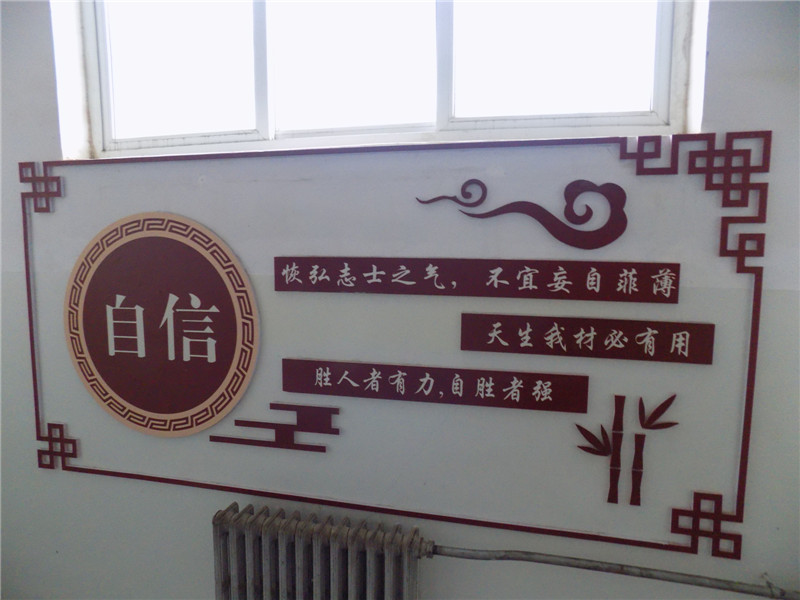 自信
恢弘志士之气，不宜妄自菲薄
天生我材必有用
胜人者有力,自胜者强